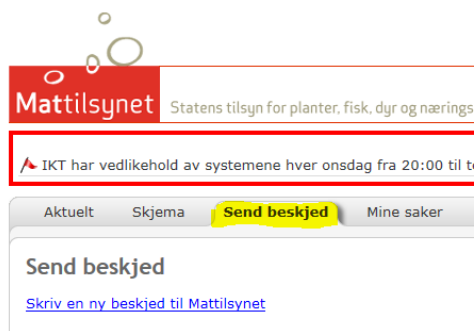 Mattilsynet
Statens tilsyn for planter, fisk, dyr og nærings
IKT har vedlikehold av systemene hver onsdag fra 20:00 til
Aktuelt Skjema Send beskjed Mine saker
Send beskjed
Skriv en ny beskjed til Mattilsynet